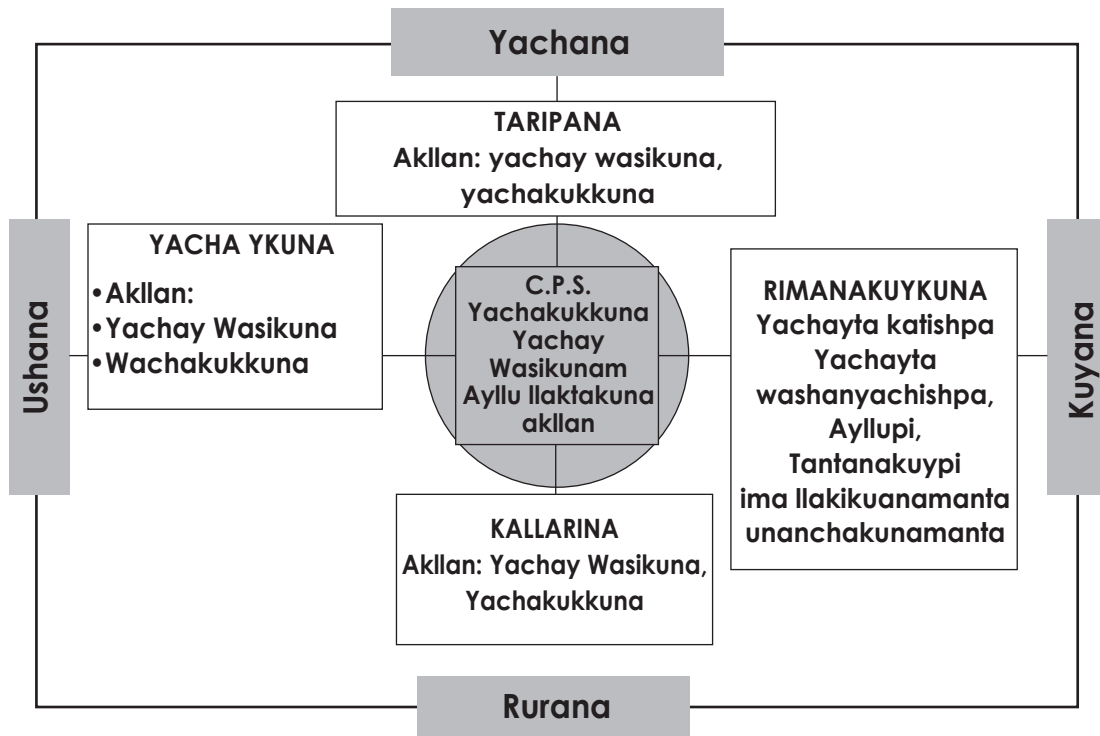 Yachana
TARIPANA
Akllan: yachay wasikuna,
yachakukkuna
Ushana
YACHA YKUNA
•Akllan:
•Yachay Wasikuna
•Wachakukkuna
C.P.S.
Yachakukkuna
Yachay
Wasikunam
Ayllu llaktakuna
akllan
RIMANAKUYKUNA
Yachayta katishpa
Yachayta
washanyachishpa,
Ayllupi,
Tantanakuypi
ima llakikuanamanta
unanchakunamanta
Kuyana
KALLARINA
Akllan: Yachay Wasikuna,
Yachakukkuna
Rurana